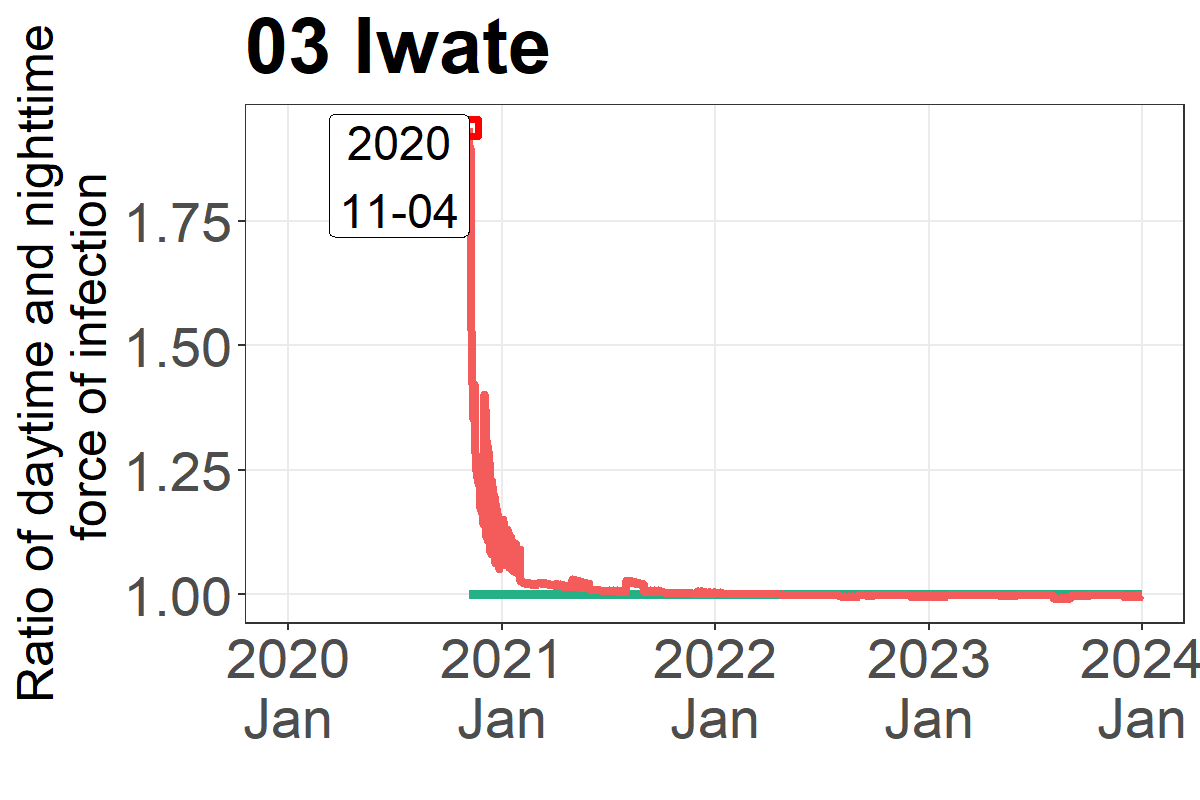 03 Iwate
Ratio of daytime and nighttime
force of infection
2020
11-04
1.75
1.50
1.25
1.00
2020 2021 2022 2023 2024
Jan Jan Jan Jan Jan